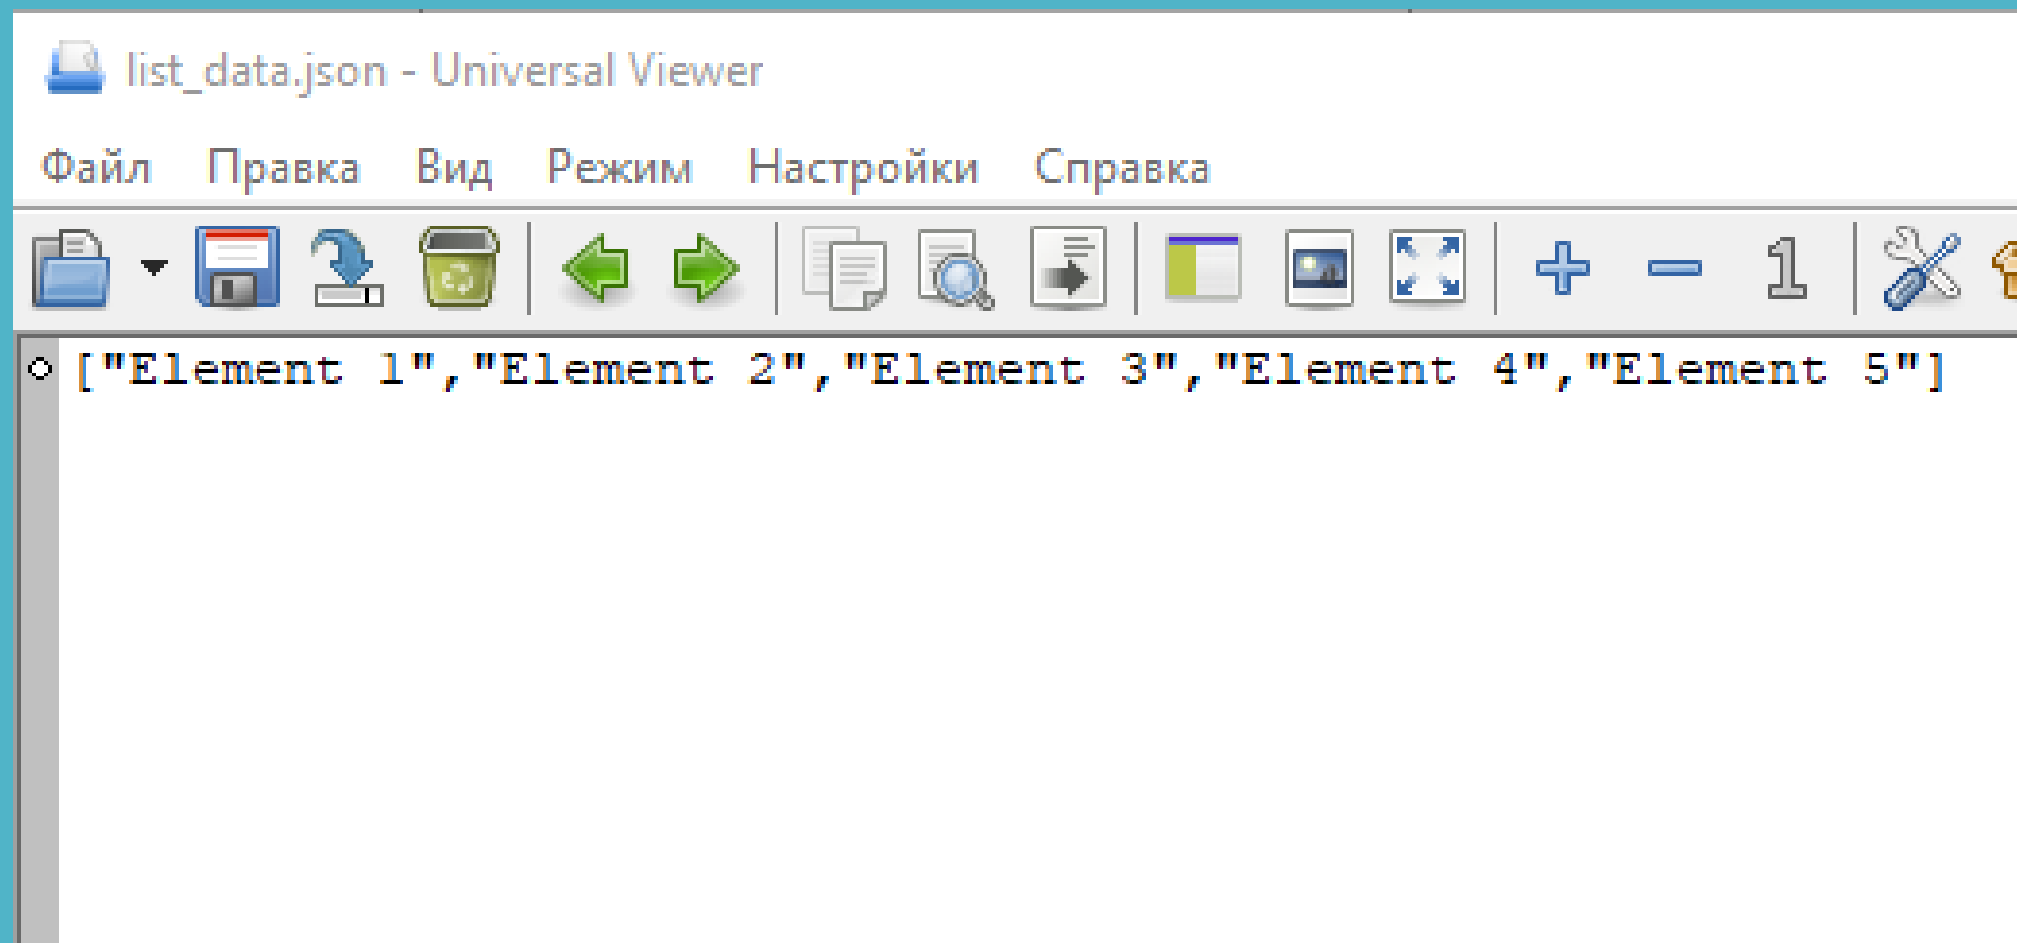 list_data.json - Universal Viewer
Файл Правка Вид Режим Настройки Справка
1
["Element 1","Element 2","Element 3","Element 4","Element 5"]